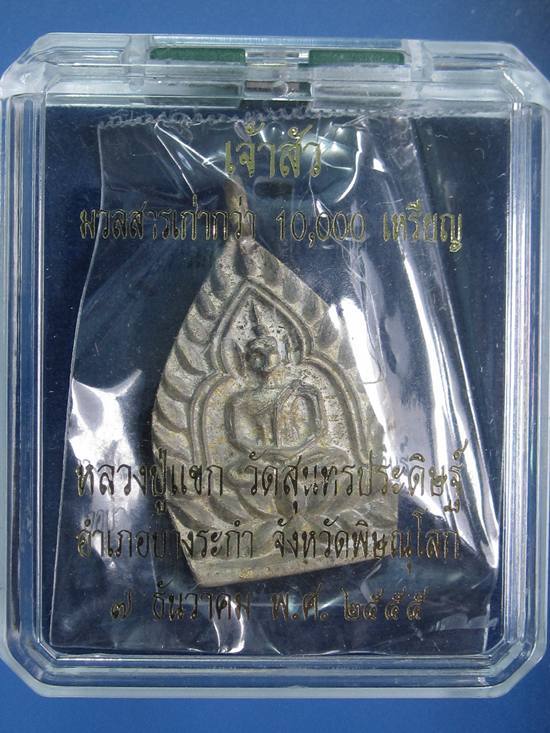 เจ้าสัว
มวลสารเก่ากว่า 10,000 เหรียญ
หลวงปู่แขก วัดสุนทรประดิษฐ์
อำเภอบางระกำ จังหวัดพิษณุโลก
๗ ธันวาคม พ.ศ. ๒๕๕๕